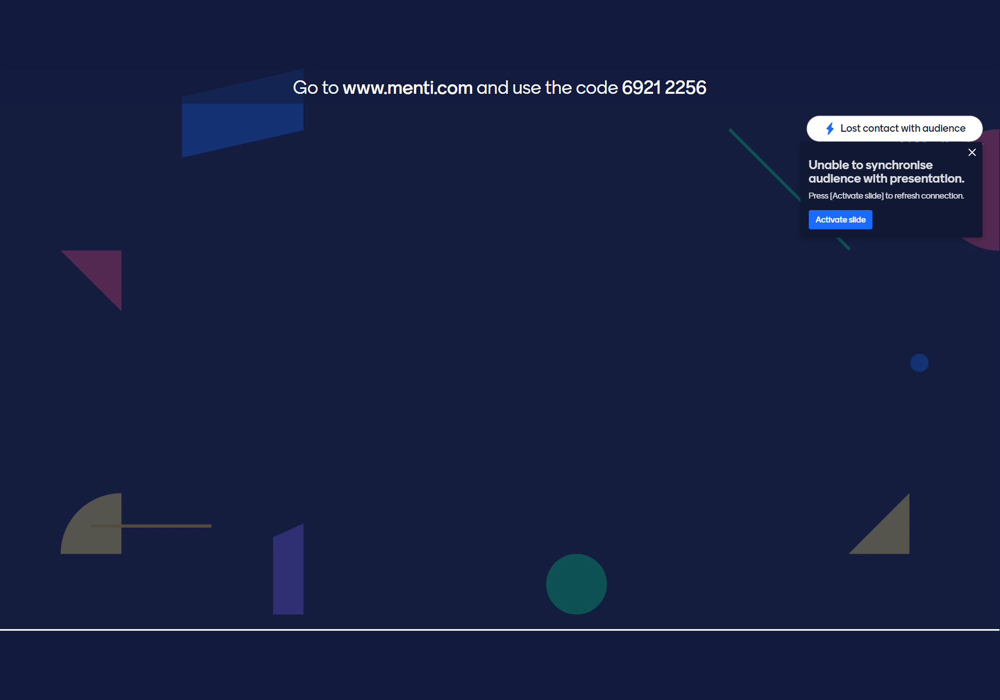 Go to www.menti.com and use the code 6921 2256
Lost contact with audience
Unable to synchronise
audience with presentation.
Press [Activate slide] to refresh connection.
Activate slide